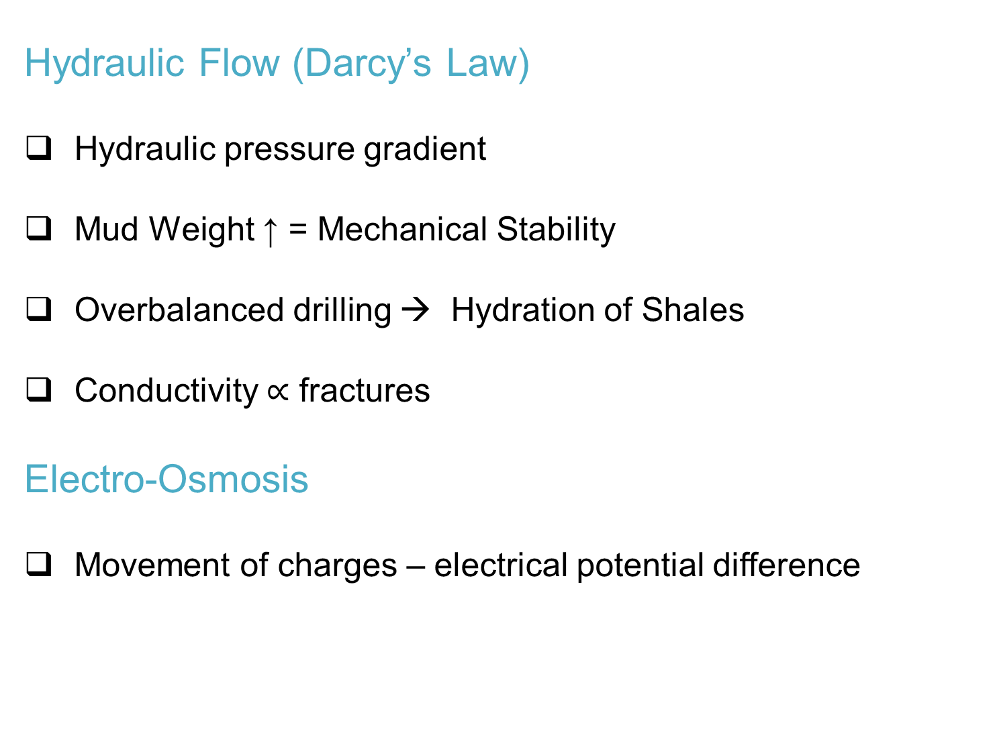 Hydraulic Flow (Darcy’s Law)
❑ Hydraulic pressure gradient
❑ Mud Weight ↑ = Mechanical Stability
❑ Overbalanced drilling → Hydration of Shales
❑ Conductivity ∝ fractures
Electro-Osmosis
❑ Movement of charges – electrical potential difference